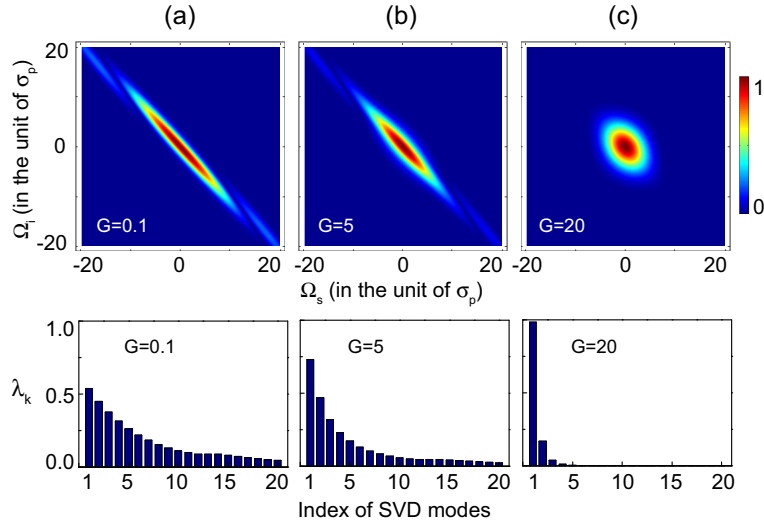 (a) (b) (c)
Ω_i (in the unit of σ_p)
20
10
0
-10
-20
G=0.1
G=5
G=20
1
0
-20 0 20
-20 0 20
-20 0 20
Ω_s (in the unit of σ_p)
λ_k
1.0
0.5
0.0
G=0.1
G=5
G=20
1 5 10 15 20
1 5 10 15 20
1 5 10 15 20
Index of SVD modes